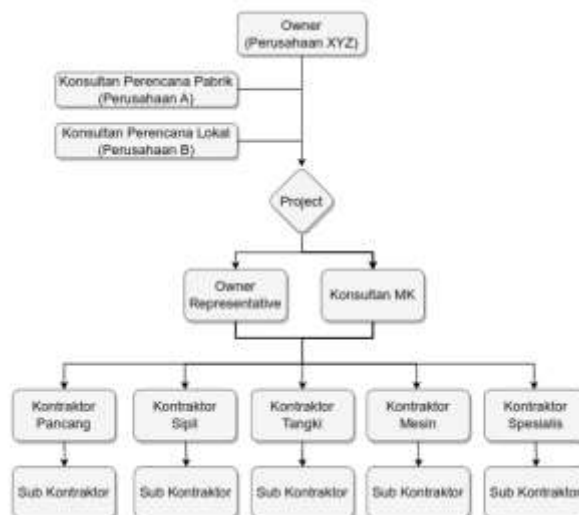 Owner
(Perusahaan XYZ)
Konsultan Perencana Pabrik
(Perusahaan A)
Konsultan Perencana Lokal
(Perusahaan B)
Project
Owner
Representative
Konsultan MK
Kontraktor
Pancang
Kontraktor
Sipil
Kontraktor
Tangki
Kontraktor
Mesin
Kontraktor
Spesialis
Sub Kontraktor
Sub Kontraktor
Sub Kontraktor
Sub Kontraktor
Sub Kontraktor